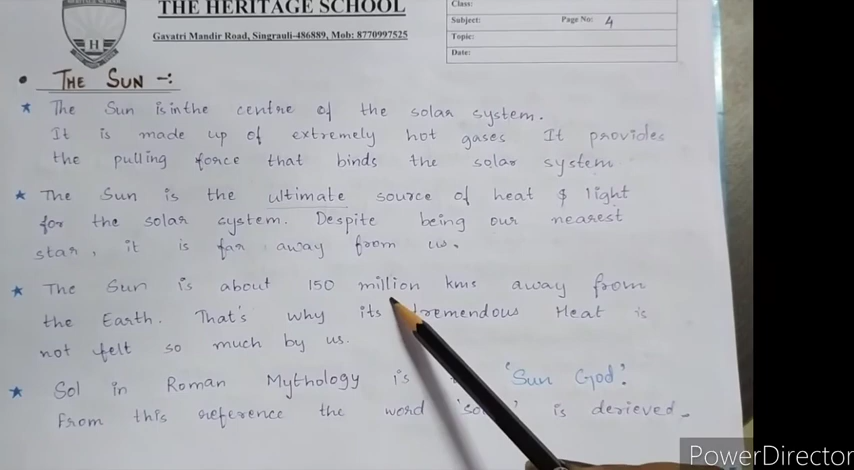 THE HERITAGE SCHOOL
Gayatri Mandir Road, Singrauli-486889, Mob: 8770997525
Class:
Subject: Page No: 4
Topic:
Date:
H
• THE SUN -:
★ The Sun is in the centre of the solar system.
It is made up of extremely hot gases It provides
the pulling force that binds the solar system
★ The Sun is the ultimate source of heat & light
for the solar system. Despite being our nearest
star, it is far away from us.
★ The Sun is about 150 million kms away from
the Earth. That's why its tremendous Heat is
not felt so much by us.
★ Sol in Roman Mythology is 'Sun God'.
From this reference the word is derieved.
PowerDirector